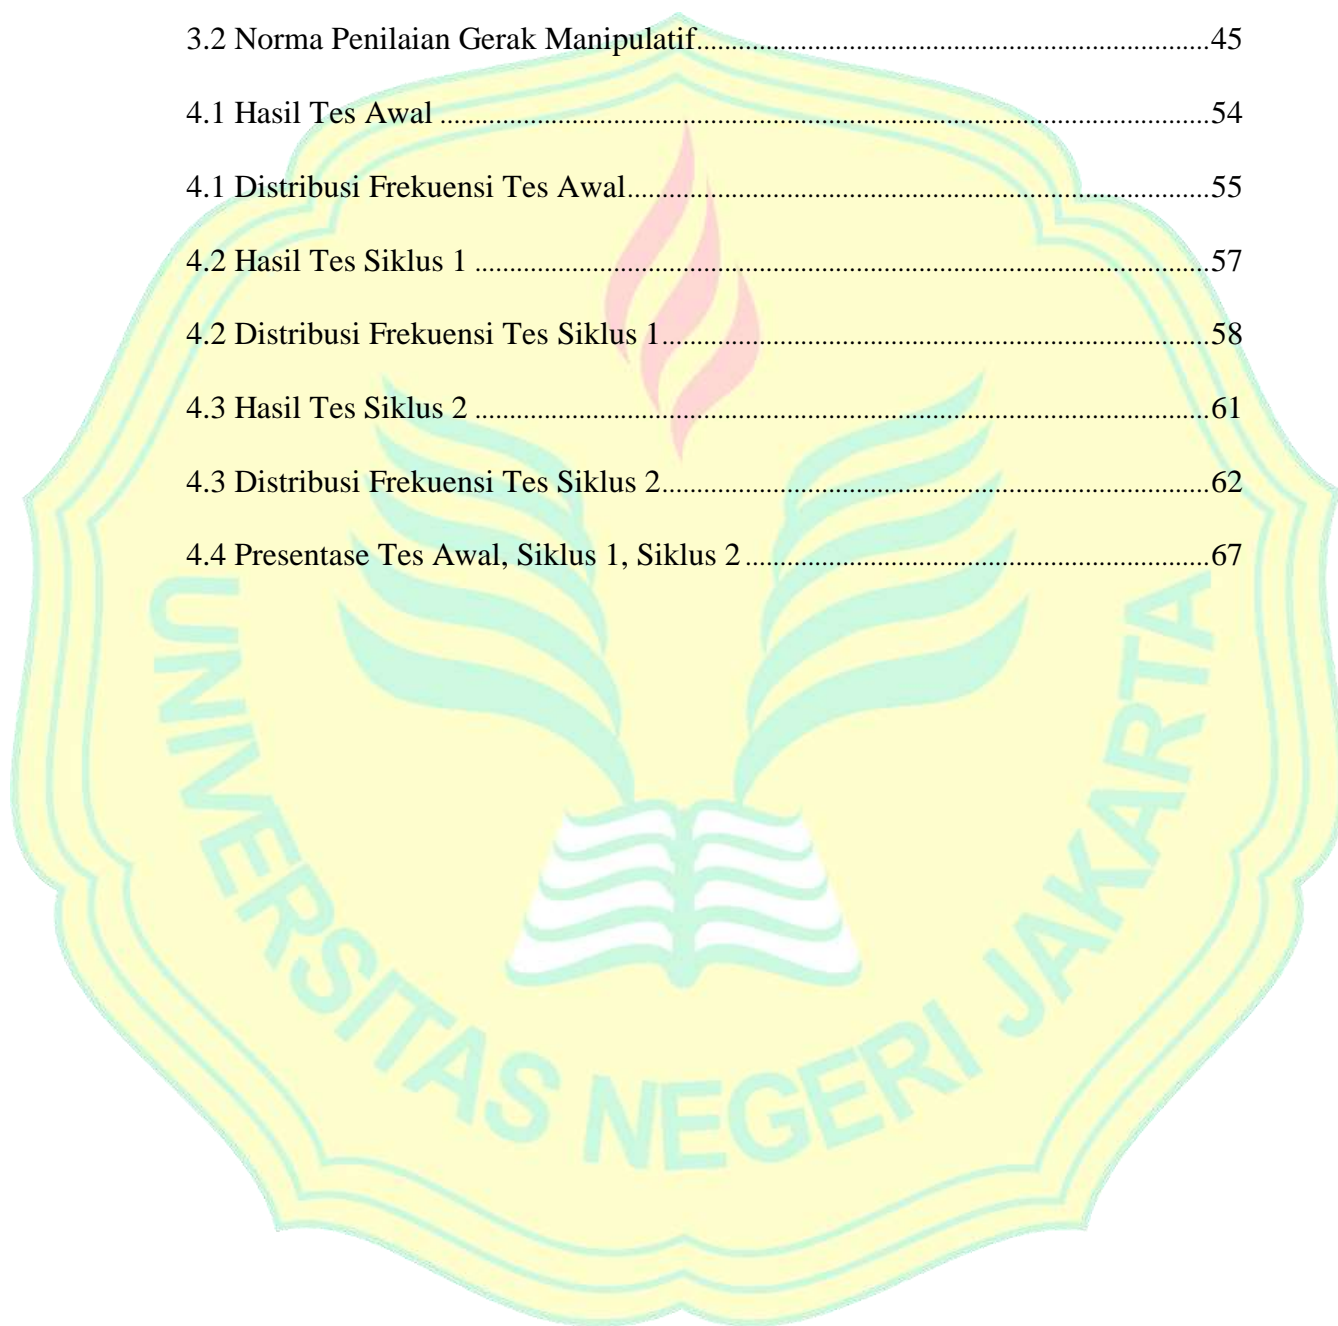 3.2 Norma Penilaian Gerak Manipulatif....................................................................................45
4.1 Hasil Tes Awal ..............................................................................................................................54
4.1 Distribusi Frekuensi Tes Awal...............................................................................................55
4.2 Hasil Tes Siklus 1 .........................................................................................................................57
4.2 Distribusi Frekuensi Tes Siklus 1.........................................................................................58
4.3 Hasil Tes Siklus 2 .........................................................................................................................61
4.3 Distribusi Frekuensi Tes Siklus 2.........................................................................................62
4.4 Presentase Tes Awal, Siklus 1, Siklus 2 ............................................................................67
UNIVERSITAS NEGERI JAKARTA